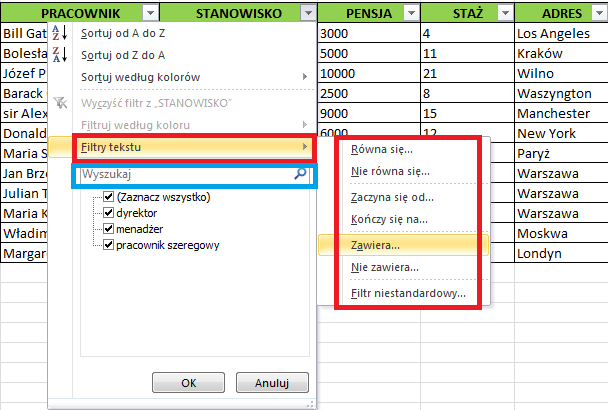 PRACOWNIK STANOWISKO PENSJA STAŻ ADRES
Bill Gat 3000 4 Los Angeles
Bolesła 5000 11 Kraków
Józef P 10000 21 Wilno
Barack 2500 8 Waszyngton
sir Alex 9000 15 Manchester
Donald 6000 12 New York
Maria S Paryż
Jan Brz Warszawa
Julian T Warszawa
Maria K Warszawa
Władim Moskwa
Margar Londyn
Sortuj od A do Z
Sortuj od Z do A
Sortuj według kolorów
Wyczyść filtr z „STANOWISKO”
Filtruj według koloru
Filtry tekstu
Wyszukaj
(Zaznacz wszystko)
dyrektor
menadżer
pracownik szeregowy
OK Anuluj
Równa się...
Nie równa się...
Zaczyna się od...
Kończy się na...
Zawiera...
Nie zawiera...
Filtr niestandardowy...